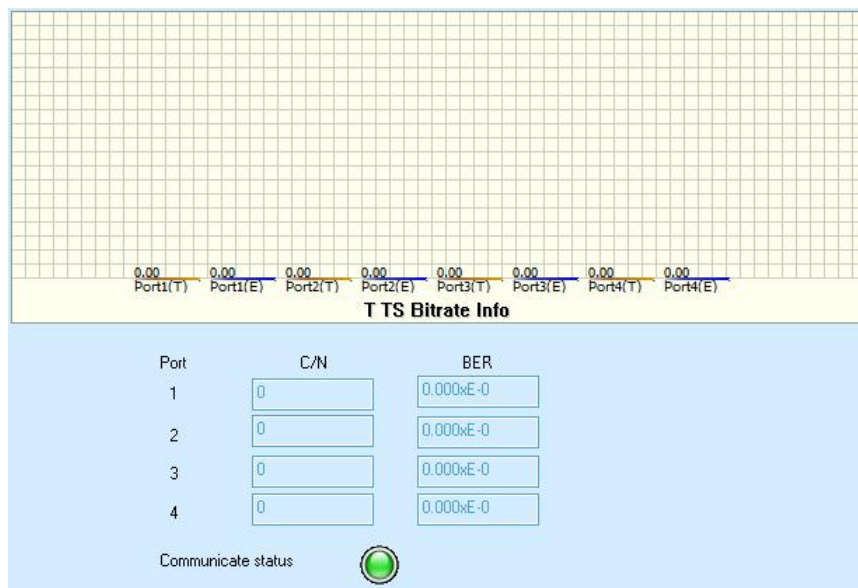 0.00 0.00 0.00 0.00 0.00 0.00 0.00 0.00
Port1(T) Port1(E) Port2(T) Port2(E) Port3(T) Port3(E) Port4(T) Port4(E)
T TS Bitrate Info
Port C/N BER
1 0 0.000xE-0
2 0 0.000xE-0
3 0 0.000xE-0
4 0 0.000xE-0
Communicate status